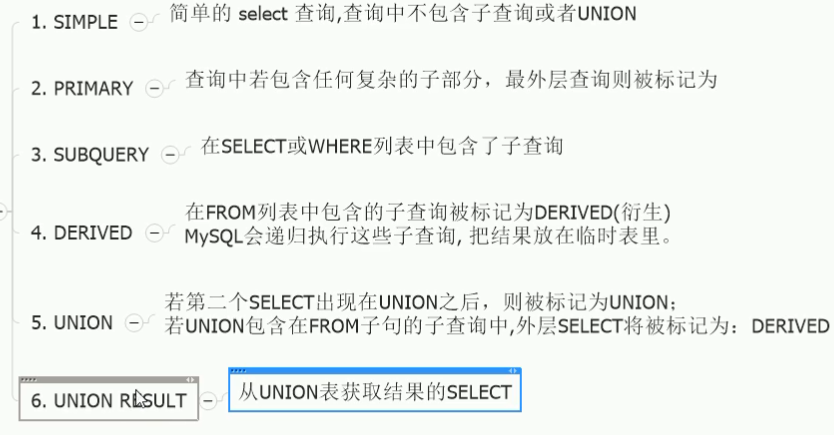 1. SIMPLE
简单的 select 查询,查询中不包含子查询或者UNION
2. PRIMARY
查询中若包含任何复杂的子部分，最外层查询则被标记为
3. SUBQUERY
在SELECT或WHERE列表中包含了子查询
4. DERIVED
在FROM列表中包含的子查询被标记为DERIVED(衍生)
MySQL会递归执行这些子查询, 把结果放在临时表里。
5. UNION
若第二个SELECT出现在UNION之后，则被标记为UNION；
若UNION包含在FROM子句的子查询中,外层SELECT将被标记为：DERIVED
6. UNION RESULT
从UNION表获取结果的SELECT